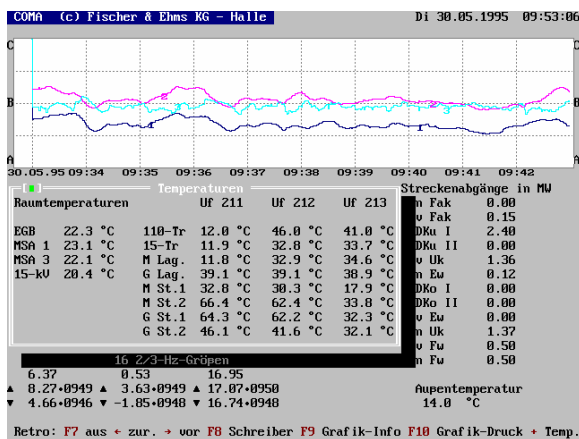 COMA (c) Fischer & Ehms KG - Halle Di 30.05.1995 09:53:06
C C
2
B B
3
1 1
A A
30.05.95 09:34 09:35 09:36 09:37 09:38 09:39 09:40 09:41 09:42
Temperaturen Streckenabgänge in MW
Raumtemperaturen Uf 211 Uf 212 Uf 213 n Fak 0.00
v Fak 0.15
EGB 22.3 °C 110-Tr 12.0 °C 46.0 °C 41.0 °C DKu I 2.40
MSA 1 23.1 °C 15-Tr 11.9 °C 32.8 °C 33.7 °C DKu II 0.00
MSA 3 22.1 °C M Lag. 11.8 °C 32.9 °C 34.6 °C v Uk 1.36
15-kV 20.4 °C G Lag. 39.1 °C 39.1 °C 38.9 °C n Ew 0.12
M St.1 32.8 °C 30.3 °C 17.9 °C DKo I 0.00
M St.2 66.4 °C 62.4 °C 33.8 °C DKo II 0.00
G St.1 64.3 °C 62.2 °C 32.3 °C v Ew 0.00
G St.2 46.1 °C 41.6 °C 32.1 °C n Uk 1.37
v Fw 0.50
16 2/3-Hz-Gröpen n Fw 0.50
6.37 0.53 16.95
▲ 8.27•0949 ▲ 3.63•0949 ▲ 17.07•0950 Aupentemperatur
▼ 4.66•0946 ▼ -1.85•0948 ▼ 16.74•0948 14.0 °C
Retro: F7 aus ← zur. → vor F8 Schreiber F9 Grafik-Info F10 Grafik-Druck + Temp.